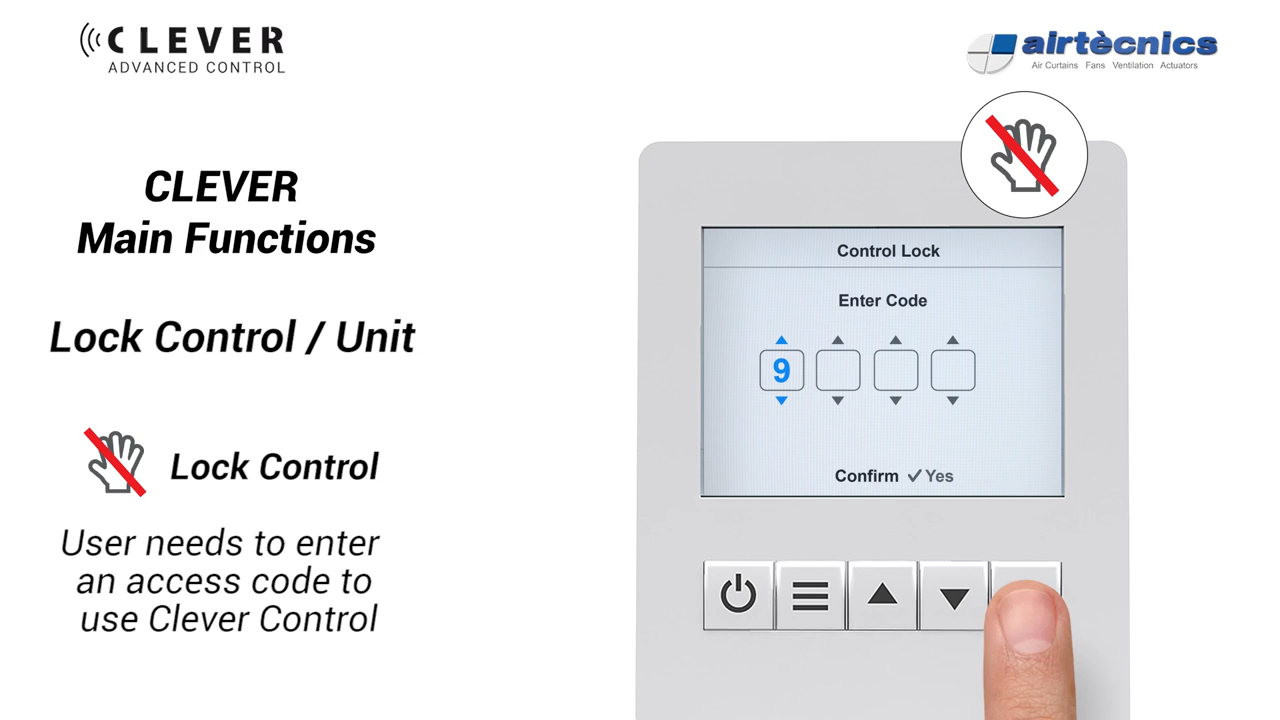 CLEVER
ADVANCED CONTROL
airtècnics
Air Curtains Fans Ventilation Actuators
CLEVER
Main Functions
Lock Control / Unit
Lock Control
User needs to enter
an access code to
use Clever Control
Control Lock
Enter Code
9
Confirm ✓ Yes